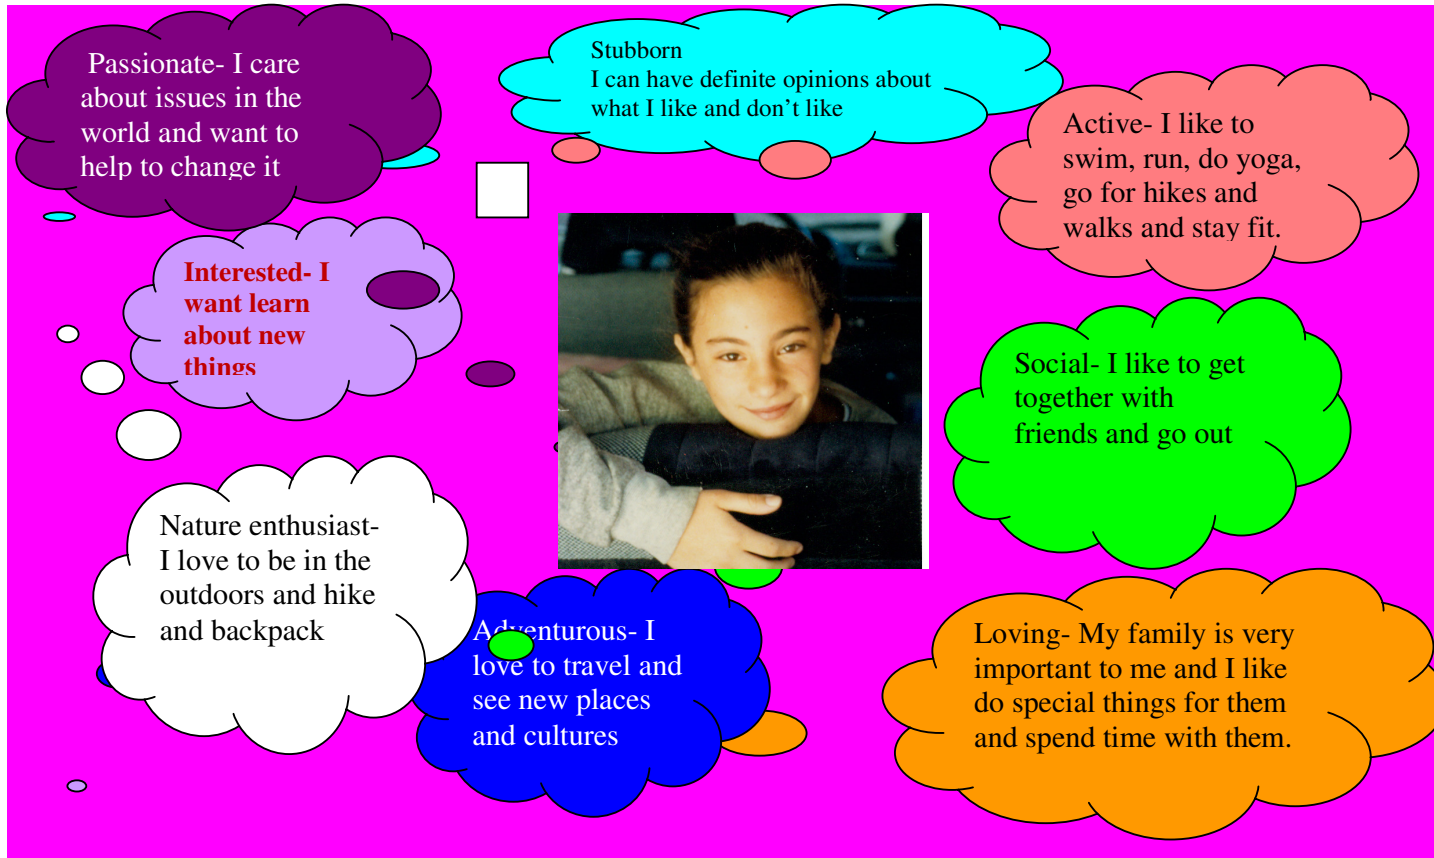 Passionate- I care
about issues in the
world and want to
help to change it
Stubborn
I can have definite opinions about
what I like and don't like
Active- I like to
swim, run, do yoga,
go for hikes and
walks and stay fit.
Interested- I
want learn
about new
things
Social- I like to get
together with
friends and go out
Nature enthusiast-
I love to be in the
outdoors and hike
and backpack
Adventurous- I
love to travel and
see new places
and cultures
Loving- My family is very
important to me and I like
do special things for them
and spend time with them.